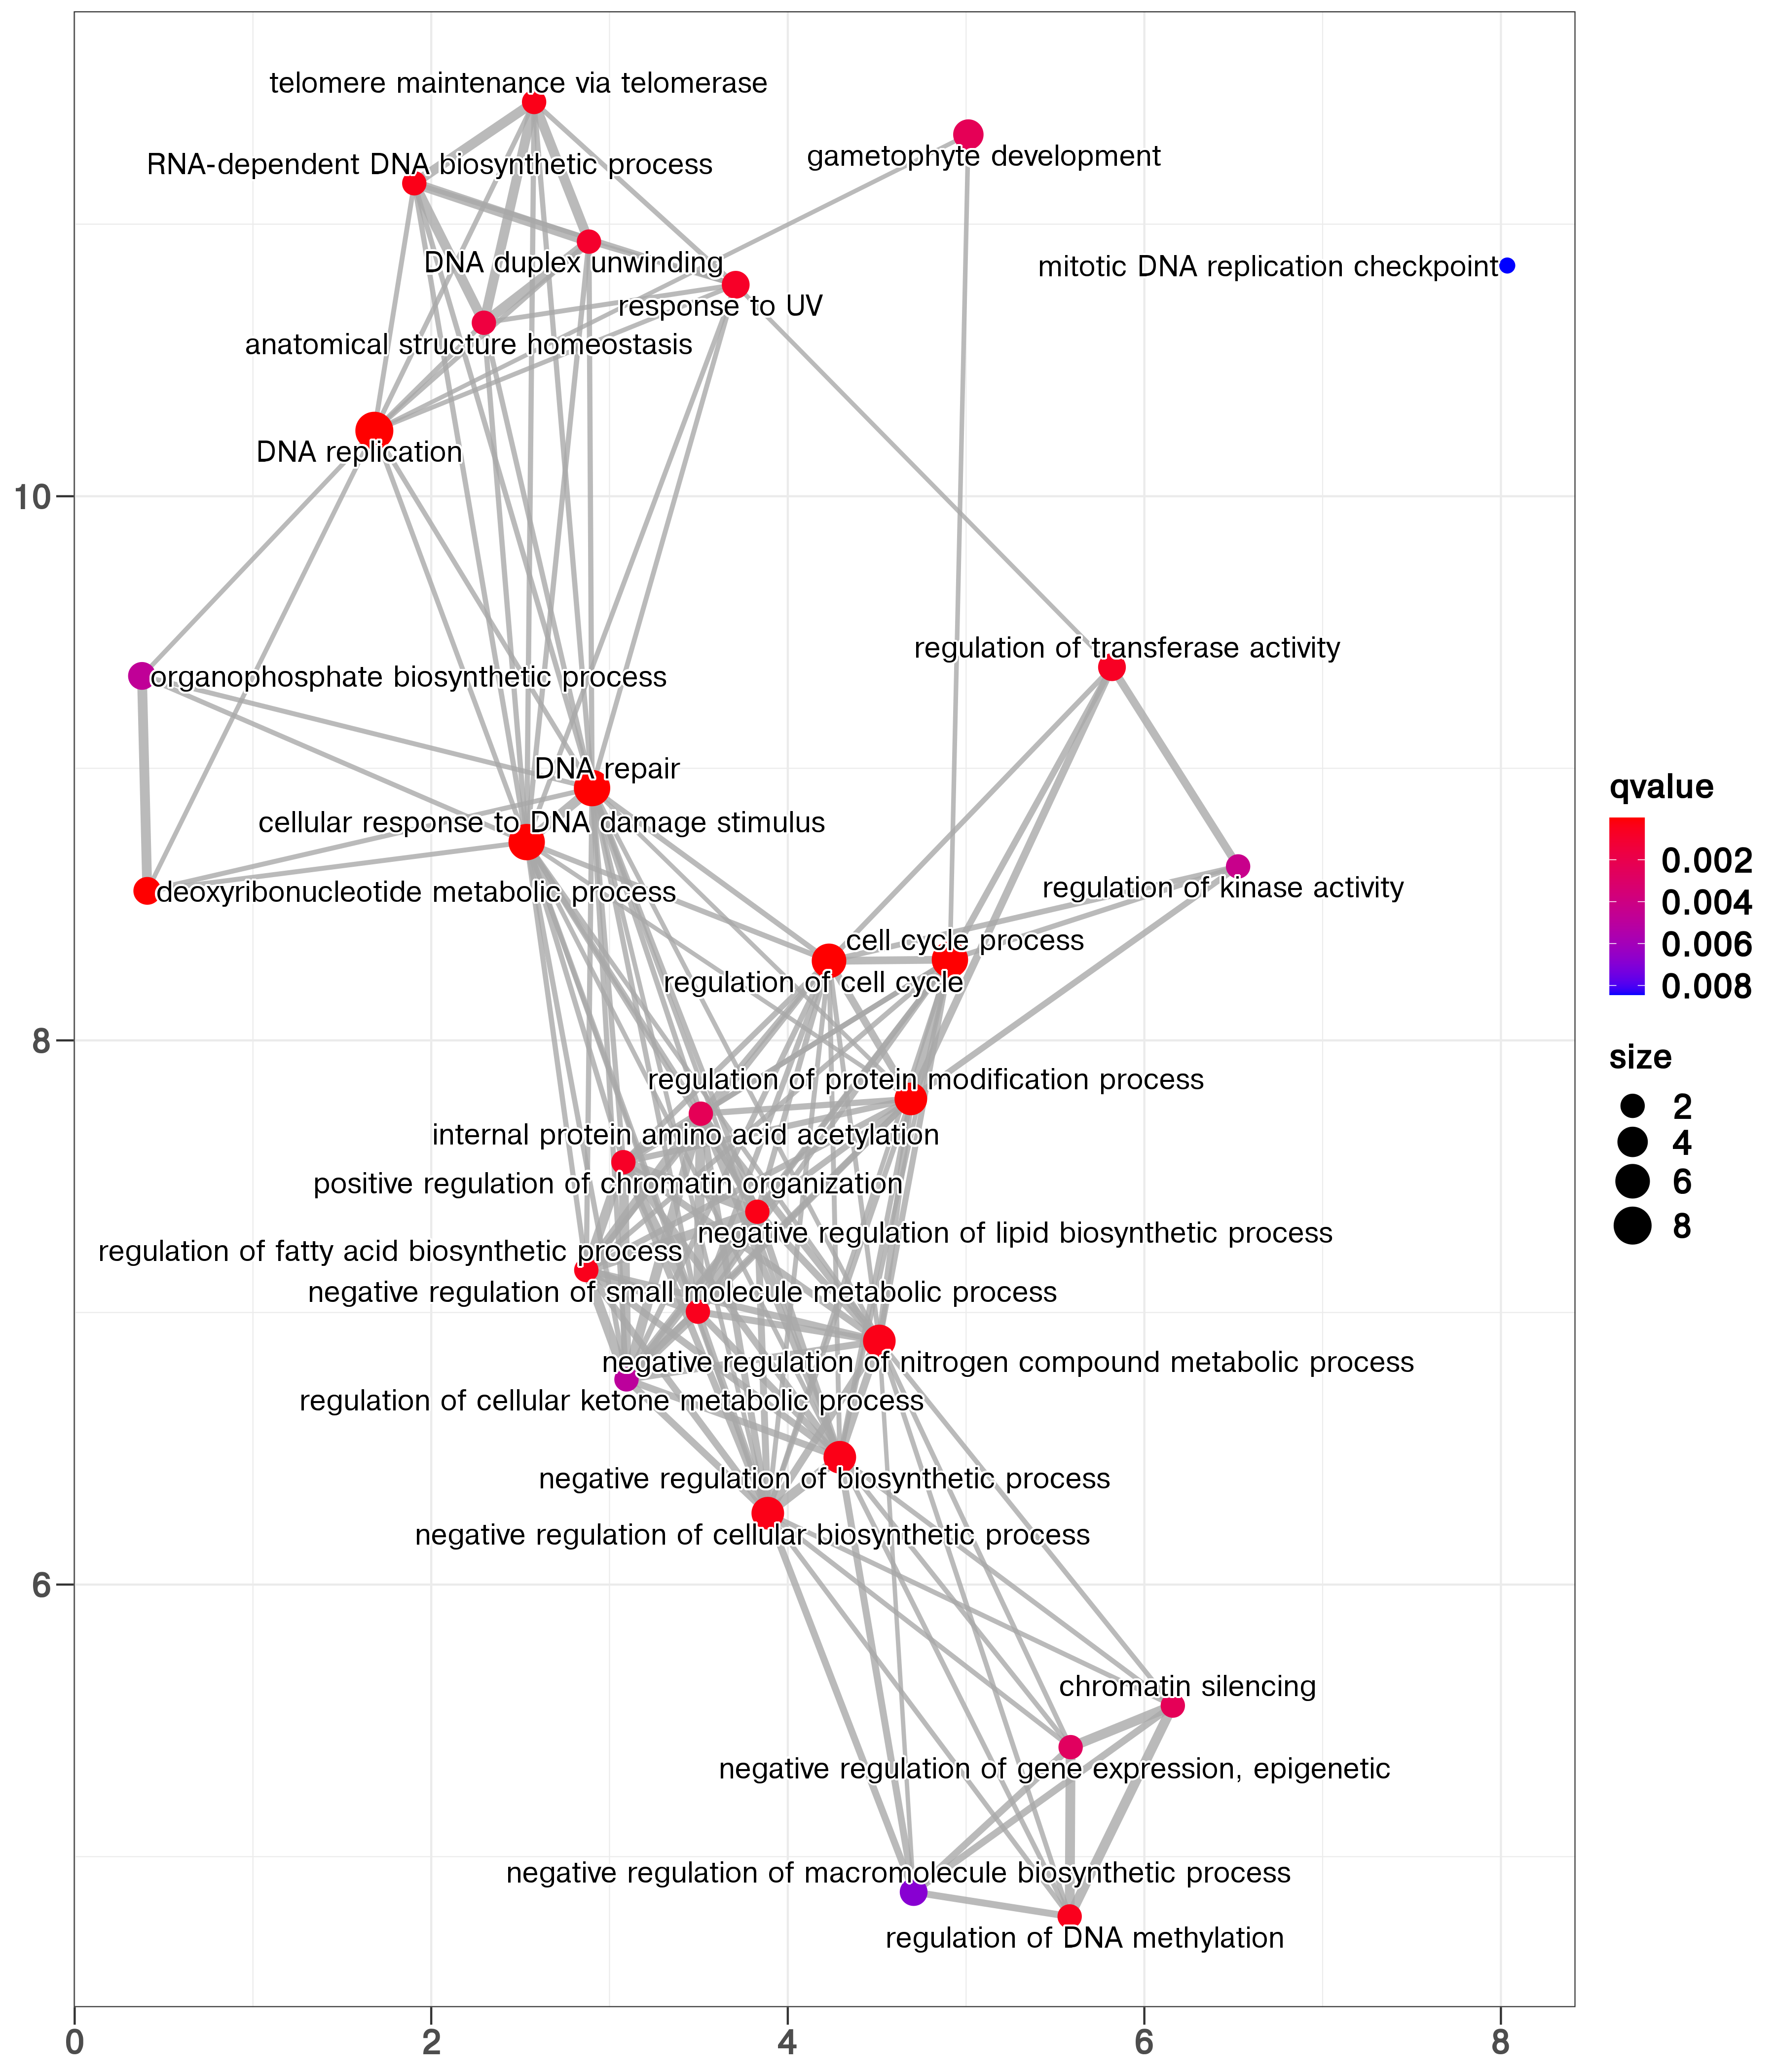 telomere maintenance via telomerase
gametophyte development
RNA-dependent DNA biosynthetic process
DNA duplex unwinding
mitotic DNA replication checkpoint
response to UV
anatomical structure homeostasis
DNA replication
10
regulation of transferase activity
organophosphate biosynthetic process
DNA repair
cellular response to DNA damage stimulus
deoxyribonucleotide metabolic process
regulation of kinase activity
cell cycle process
regulation of cell cycle
8
regulation of protein modification process
internal protein amino acid acetylation
positive regulation of chromatin organization
negative regulation of lipid biosynthetic process
regulation of fatty acid biosynthetic process
negative regulation of small molecule metabolic process
negative regulation of nitrogen compound metabolic process
regulation of cellular ketone metabolic process
negative regulation of biosynthetic process
negative regulation of cellular biosynthetic process
6
chromatin silencing
negative regulation of gene expression, epigenetic
negative regulation of macromolecule biosynthetic process
regulation of DNA methylation
0 2 4 6 8
qvalue
0.002
0.004
0.006
0.008
size
2
4
6
8